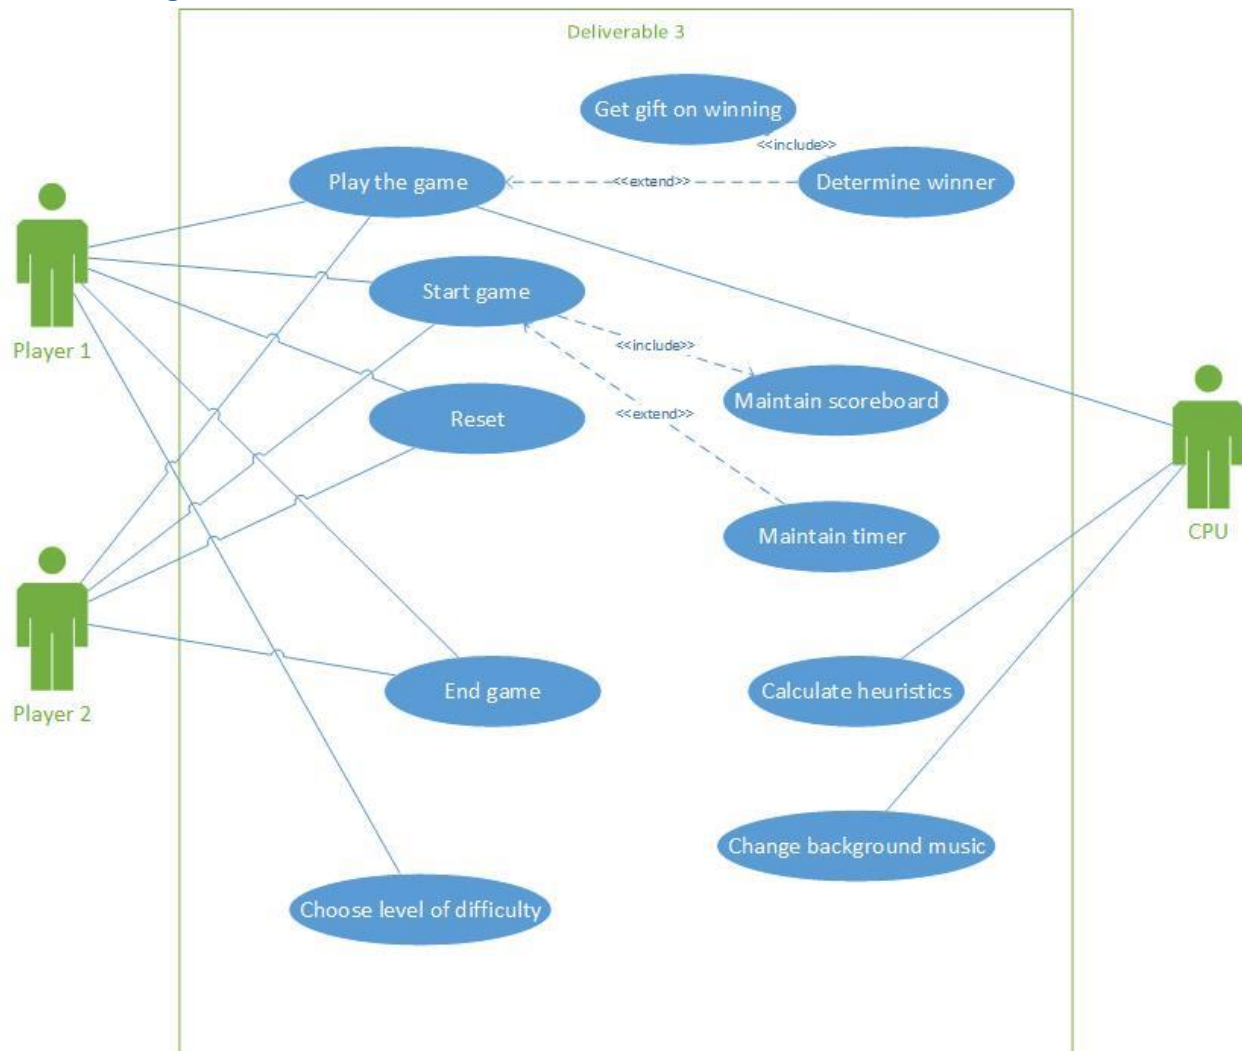 Deliverable 3
Get gift on winning
<<include>>
Play the game
<<extend>>
Determine winner
Start game
Player 1
<<include>>
Maintain scoreboard
<<extend>>
Reset
Maintain timer
CPU
End game
Calculate heuristics
Player 2
Change background music
Choose level of difficulty